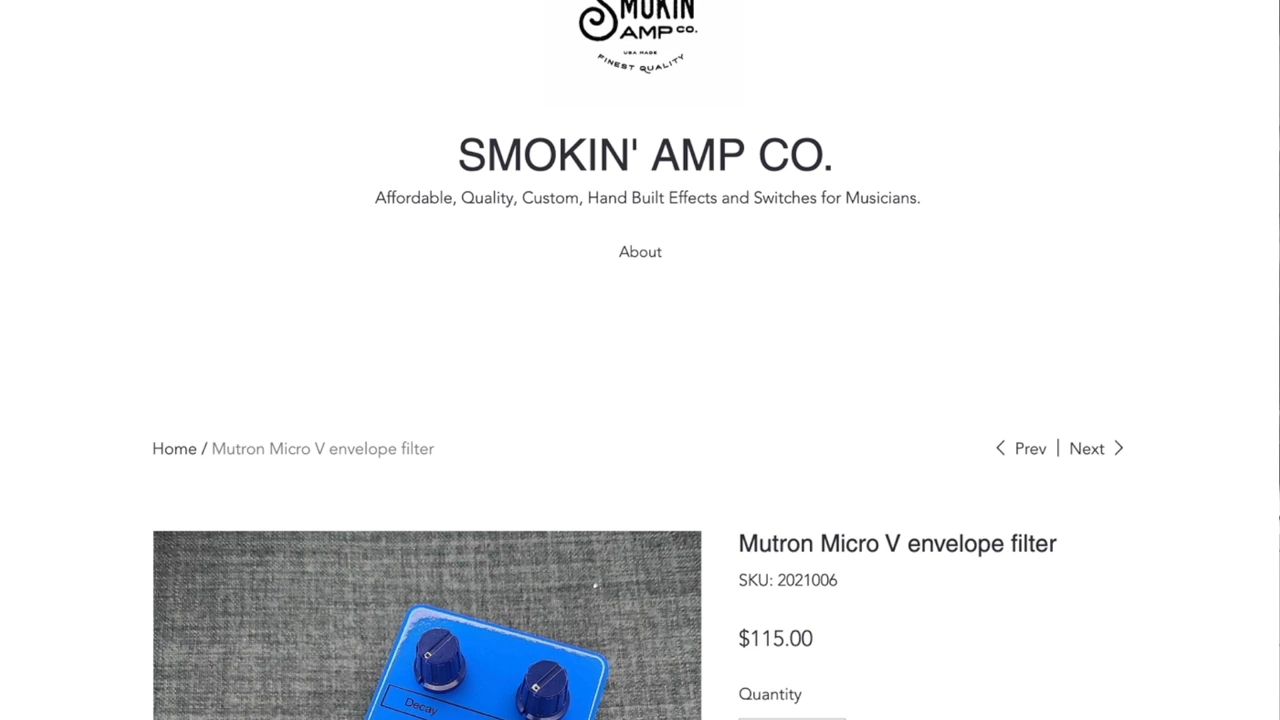 SMOKIN
AMP CO.
USA MADE
FINEST QUALITY
SMOKIN' AMP CO.
Affordable, Quality, Custom, Hand Built Effects and Switches for Musicians.
About
Home / Mutron Micro V envelope filter
Prev | Next
Mutron Micro V envelope filter
SKU: 2021006
$115.00
Quantity
Decay